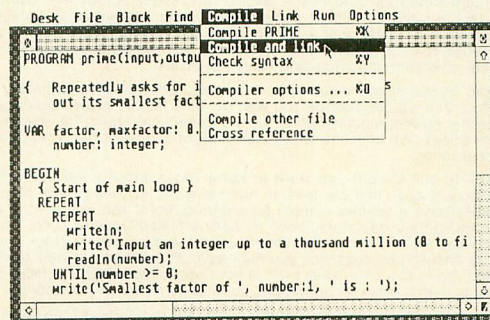 Desk File Block Find Compile Link Run Options
Compile PRIME ⌘K
Compile and link
Check syntax ⌘Y
Compiler options ... ⌘O
Compile other file
Cross reference
PROGRAM prime(input,outpu
{ Repeatedly asks for i s
out its smallest fact
VAR factor, maxfactor: 0.
number: integer;
BEGIN
{ Start of main loop }
REPEAT
REPEAT
writeln;
write('Input an integer up to a thousand million (0 to fi
readln(number);
UNTIL number >= 0;
write('Smallest factor of ', number:1, ' is : ');